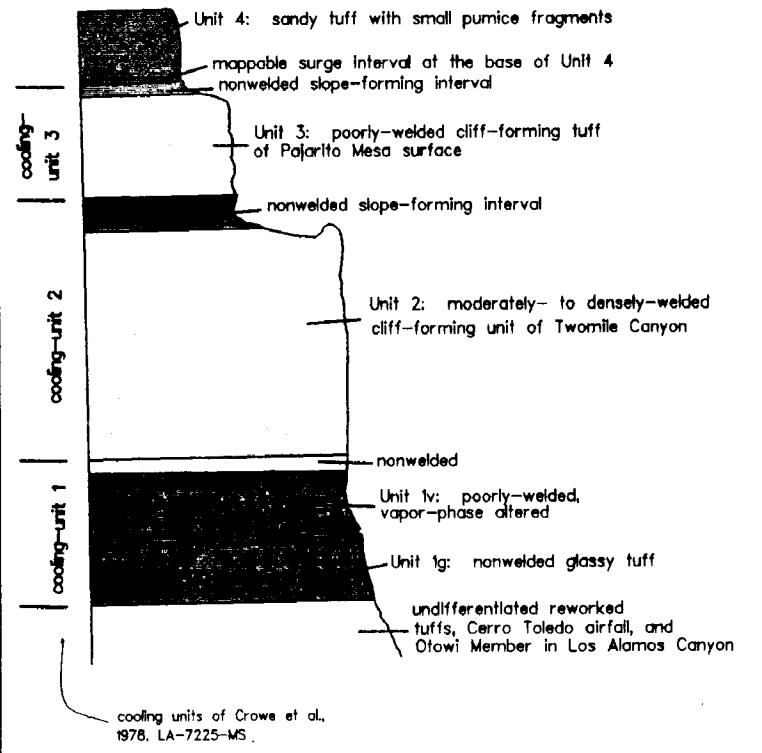 Unit 4: sandy tuff with small pumice fragments
mappable surge interval at the base of Unit 4
nonwelded slope-forming interval
cooling-
unit 3
Unit 3: poorly-welded cliff-forming tuff
of Pajarito Mesa surface
nonwelded slope-forming interval
cooling-unit 2
Unit 2: moderately- to densely-welded
cliff-forming unit of Twomile Canyon
nonwelded
cooling-unit 1
Unit 1v: poorly-welded,
vapor-phase altered
Unit 1g: nonwelded glassy tuff
undifferentiated reworked
tuffs, Cerro Toledo airfall, and
Otowi Member in Los Alamos Canyon
cooling units of Crowe et al.,
1978, LA-7225-MS